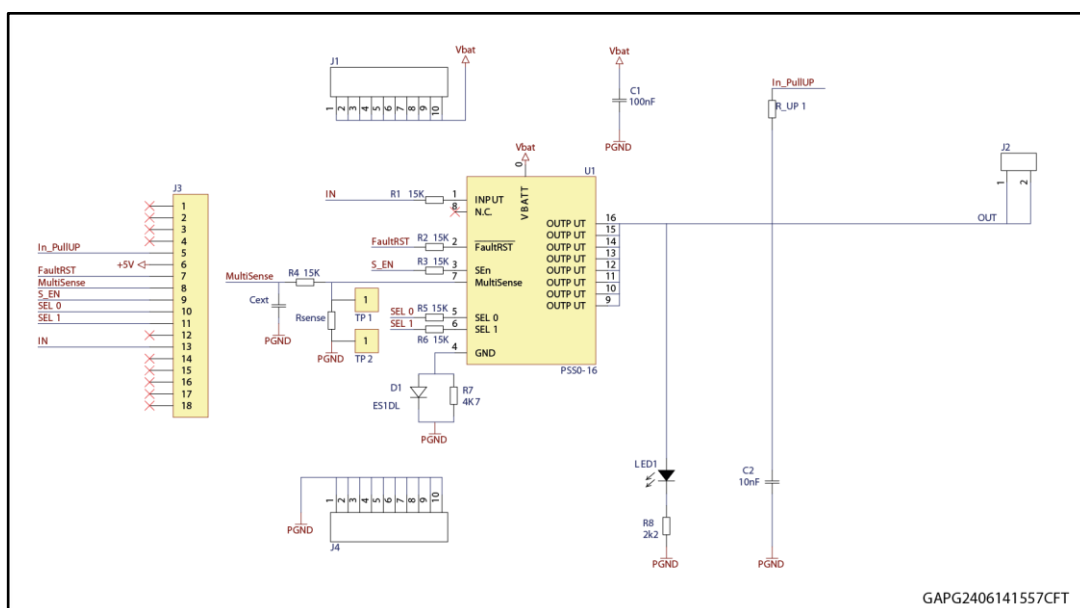 J1
Vbat
1 2 3 4 5 6 7 8 9 10
Vbat
C1
100nF
PGND
In_PullUP
R_UP 1
J2
1 2
OUT
Vbat
0
U1
VBATT
IN
R1 15K
1
INPUT
8
N.C.
FaultRST
R2 15K
2
FaultRST
S_EN
R3 15K
3
SEn
7
MultiSense
SEL 0
R5 15K
5
SEL 0
SEL 1
R6 15K
6
SEL 1
4
GND
OUTP UT 16
OUTP UT 15
OUTP UT 14
OUTP UT 13
OUTP UT 12
OUTP UT 11
OUTP UT 10
OUTP UT 9
PSS0-16
J3
1
2
3
4
In_PullUP 5
+5V 6
FaultRST 7
MultiSense 8
S_EN 9
SEL 0 10
SEL 1 11
12
IN 13
14
15
16
17
18
MultiSense
R4 15K
Cext
PGND
Rsense
PGND
1
TP 1
1
TP 2
D1
ES1DL
R7
4K7
PGND
1 2 3 4 5 6 7 8 9 10
PGND
J4
LED1
R8
2k2
PGND
C2
10nF
PGND
GAPG2406141557CFT